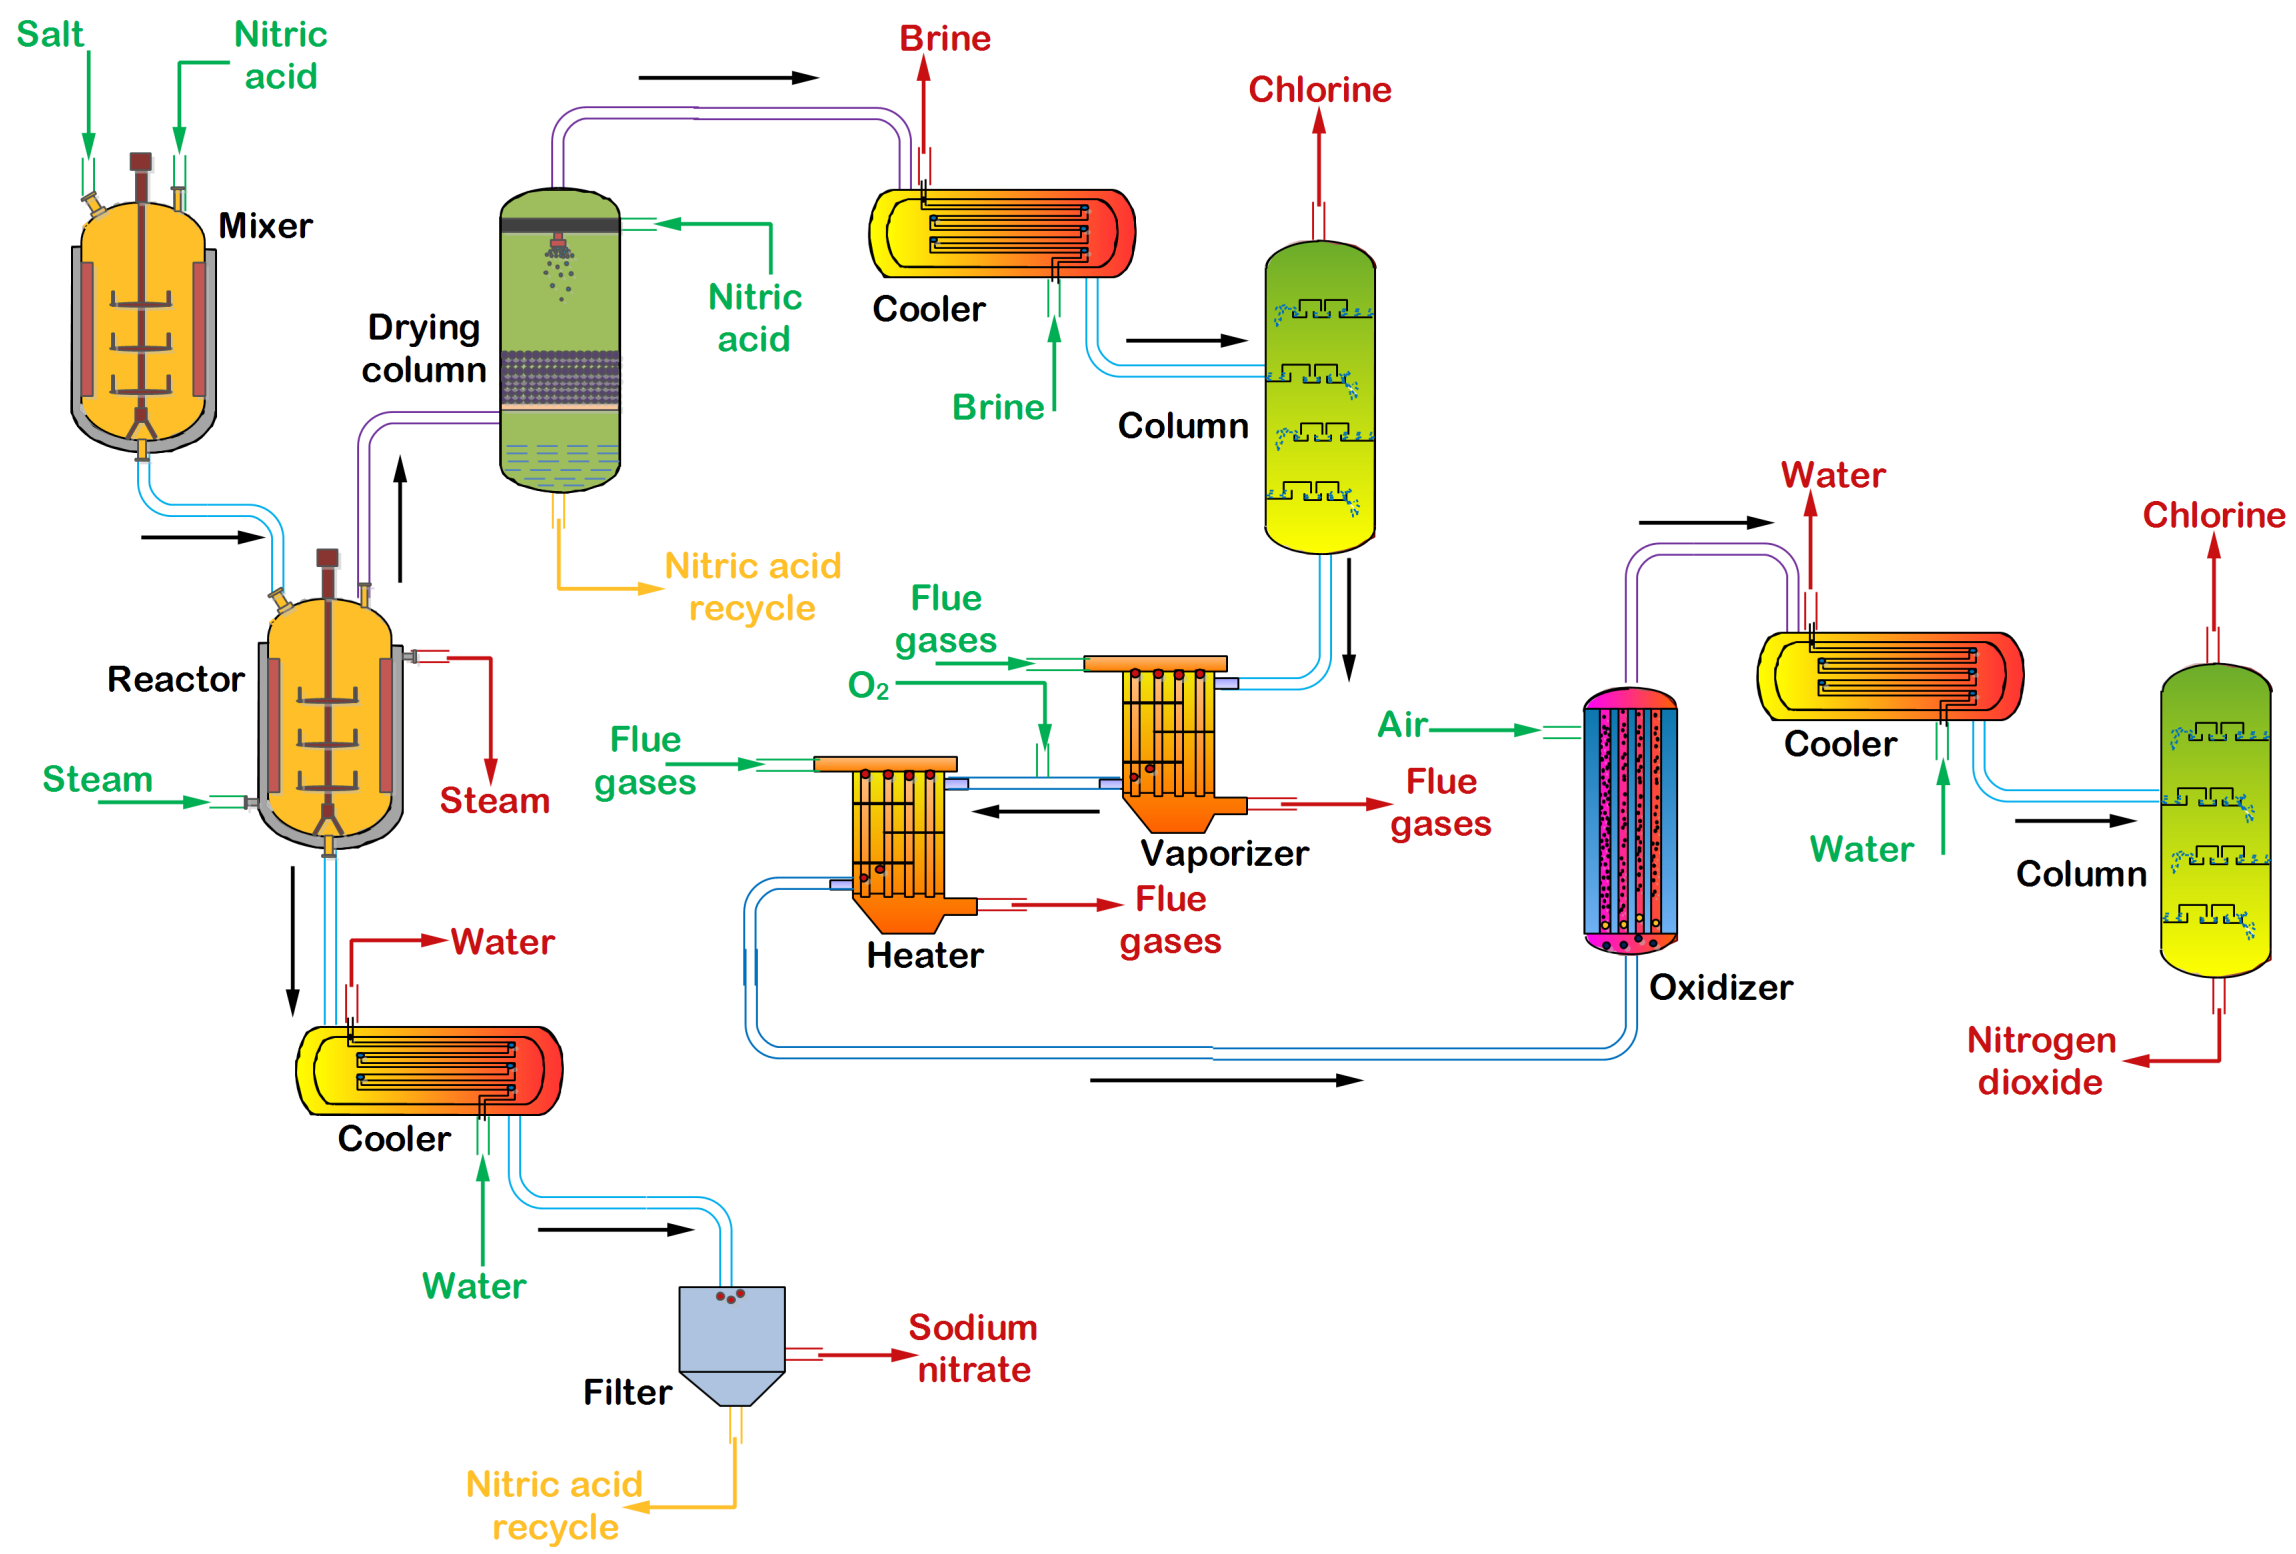 Salt
Nitric
acid
Mixer
Brine
Chlorine
Drying
column
Nitric
acid
Cooler
Brine
Column
Nitric acid
recycle
Reactor
Steam
Steam
Flue
gases
O₂
Flue
gases
Vaporizer
Flue
gases
Heater
Flue
gases
Air
Oxidizer
Water
Cooler
Water
Chlorine
Column
Nitrogen
dioxide
Water
Cooler
Water
Filter
Sodium
nitrate
Nitric acid
recycle